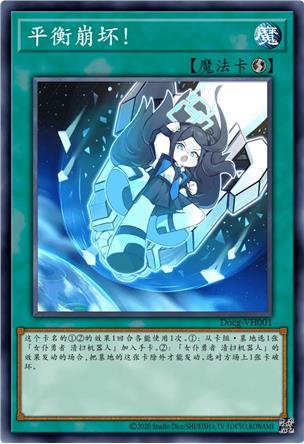 平衡崩坏！
魔
【魔法卡】
Docg-VH001
这个卡名的①②的效果1回合各能使用1次。①：从卡组・墓地选1张
「女仆勇者 清扫机器人」加入手卡。②：「女仆勇者 清扫机器人」的
效果发动的场合，把墓地的这张卡除外才能发动。选对方场上1张卡破
坏。
©2020 Studio Dice/SHUEISHA,TV TOKYO,KONAMI